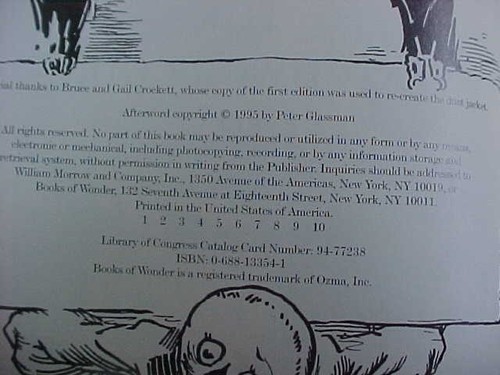 thanks to Bruce and Gail Crockett, whose copy of the first edition was used to re-create the dust jacket.
Afterword copyright © 1995 by Peter Glassman
All rights reserved. No part of this book may be reproduced or utilized in any form or by any means,
electronic or mechanical, including photocopying, recording, or by any information storage and
retrieval system, without permission in writing from the Publisher. Inquiries should be addressed to
William Morrow and Company, Inc., 1350 Avenue of the Americas, New York, NY 10019, or
Books of Wonder, 132 Seventh Avenue at Eighteenth Street, New York, NY 10011.
Printed in the United States of America.
1 2 3 4 5 6 7 8 9 10
Library of Congress Catalog Card Number: 94-77238
ISBN: 0-688-13354-1
Books of Wonder is a registered trademark of Ozma, Inc.